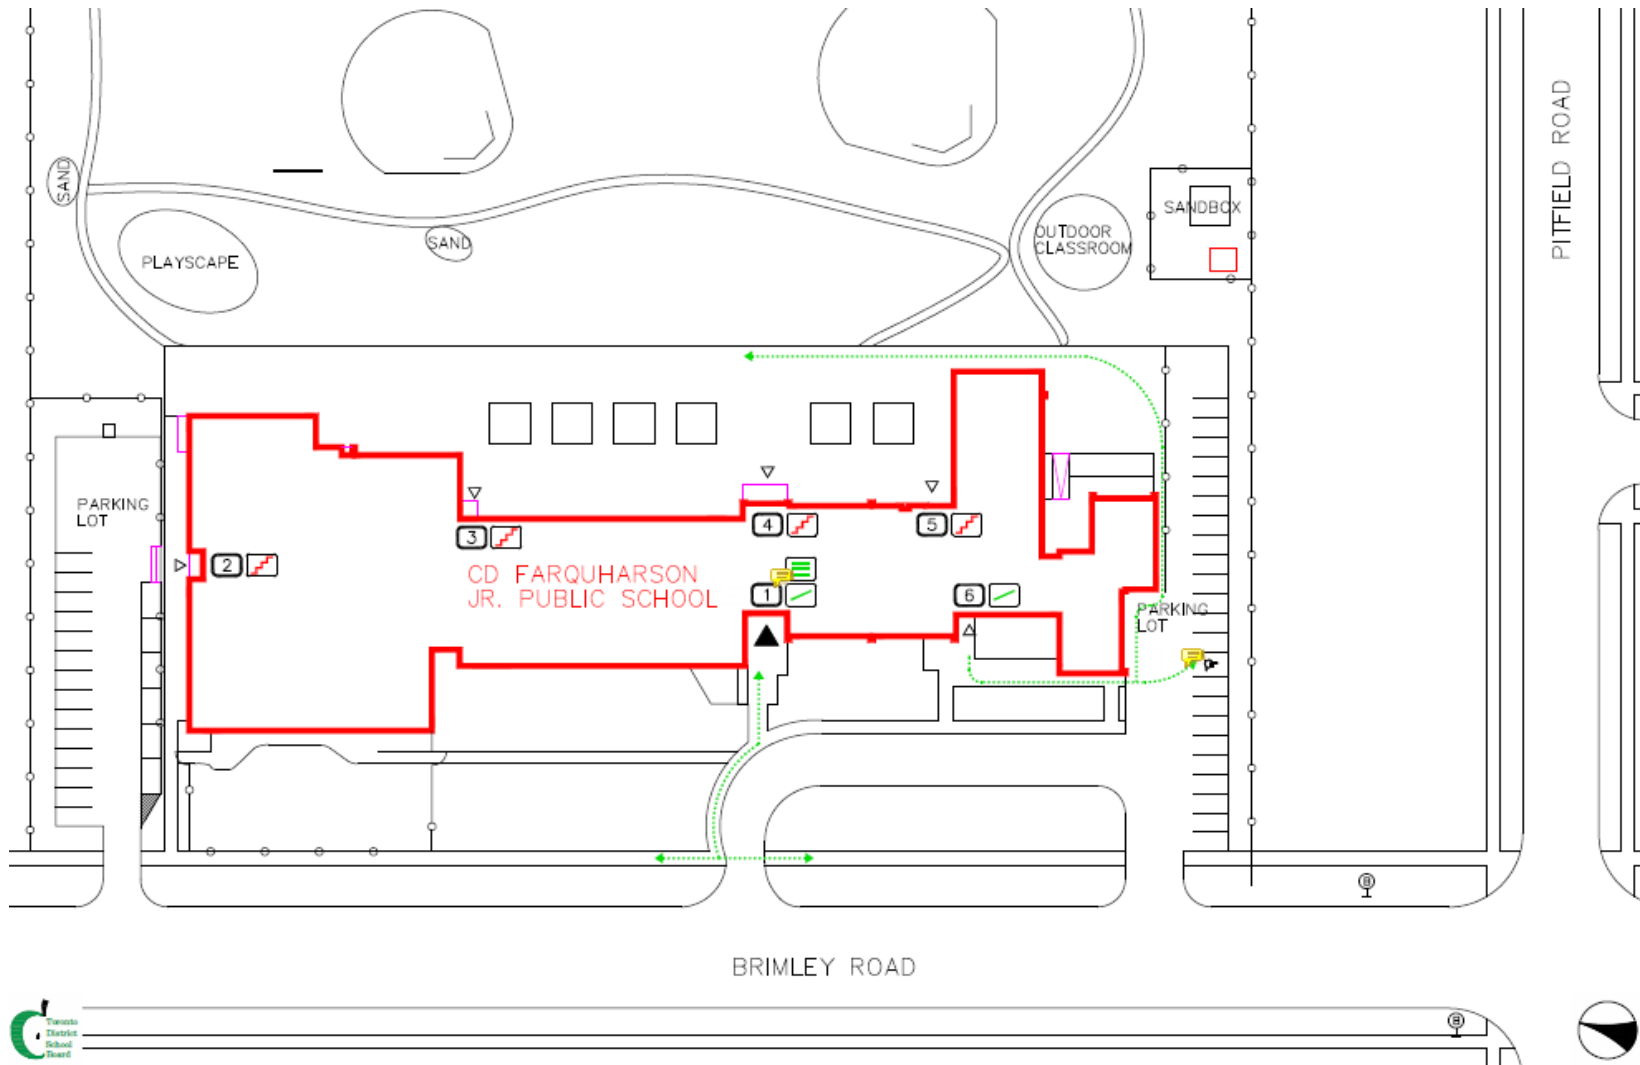 PITFIELD ROAD
SAND
SANDBOX
OUTDOOR
CLASSROOM
SAND
PLAYSCAPE
PARKING
LOT
3
4
5
2
CD FARQUHARSON
JR. PUBLIC SCHOOL
1
6
PARKING
LOT
B
BRIMLEY ROAD
Toronto
District
School
Board
B